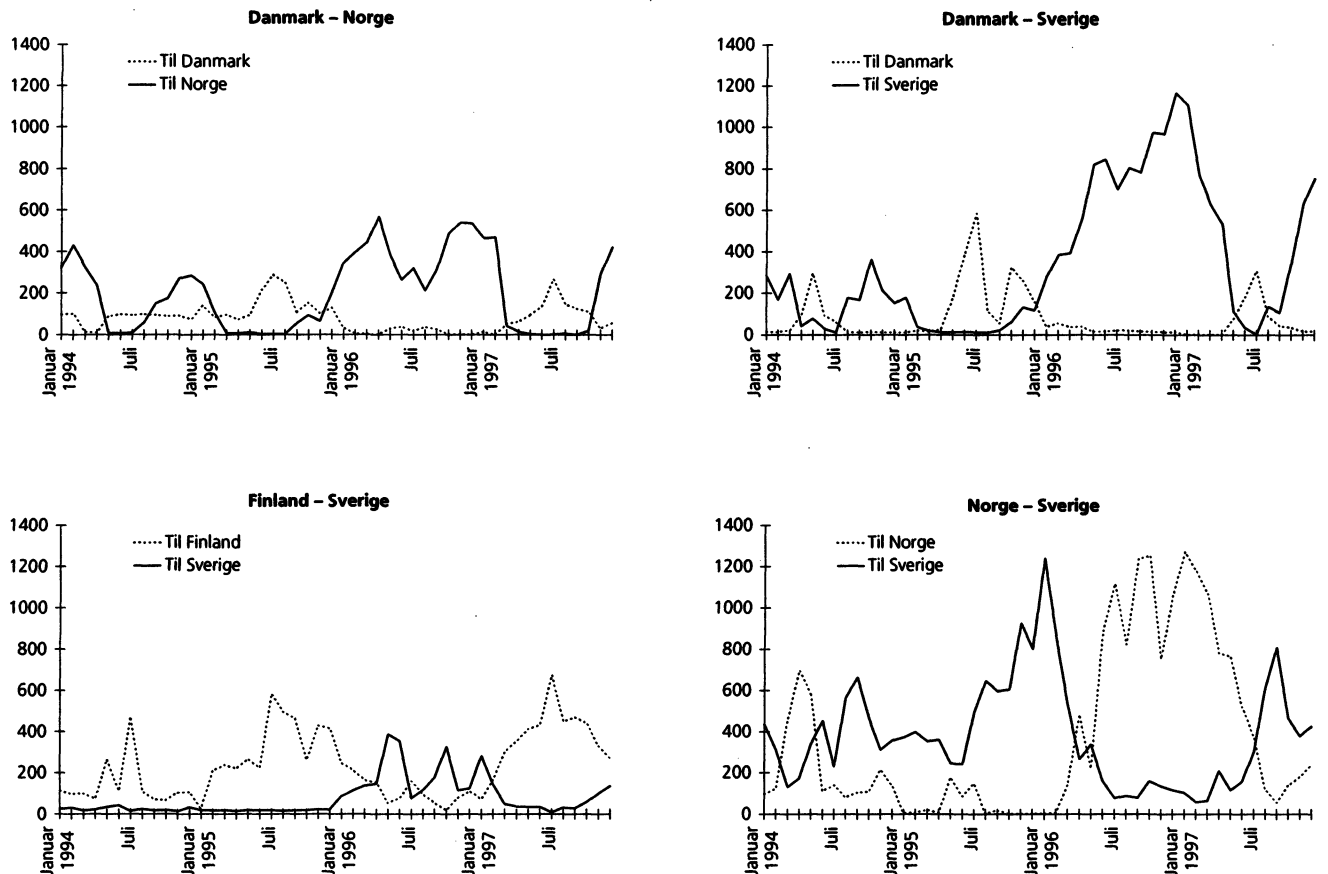 Danmark – Norge
1400
1200
1000
800
600
400
200
0
Til Danmark
Til Norge
Januar
1994
Juli
Januar
1995
Juli
Januar
1996
Juli
Januar
1997
Juli
Danmark – Sverige
1400
1200
1000
800
600
400
200
0
Til Danmark
Til Sverige
Januar
1994
Juli
Januar
1995
Juli
Januar
1996
Juli
Januar
1997
Juli
Finland – Sverige
1400
1200
1000
800
600
400
200
0
Til Finland
Til Sverige
Januar
1994
Juli
Januar
1995
Juli
Januar
1996
Juli
Januar
1997
Juli
Norge – Sverige
1400
1200
1000
800
600
400
200
0
Til Norge
Til Sverige
Januar
1994
Juli
Januar
1995
Juli
Januar
1996
Juli
Januar
1997
Juli